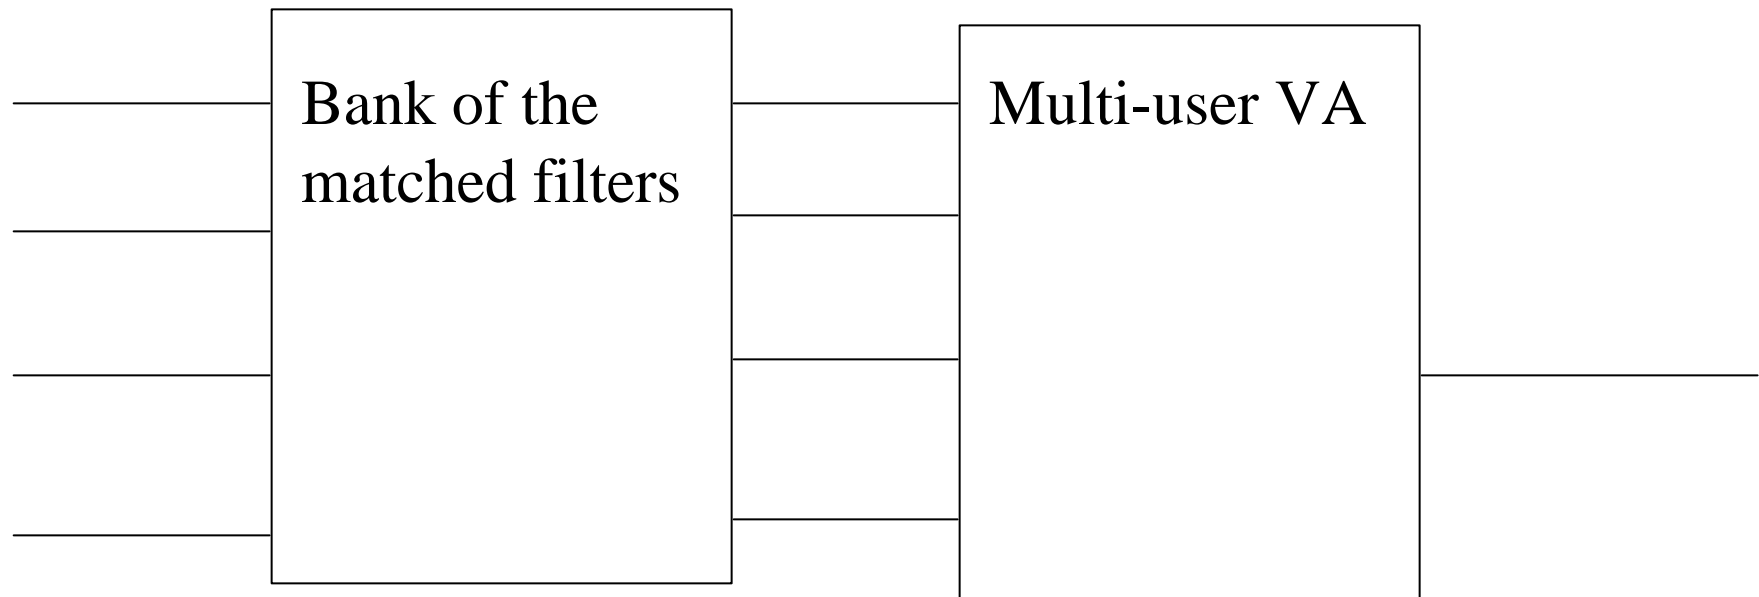 Bank of the
matched filters
Multi-user VA